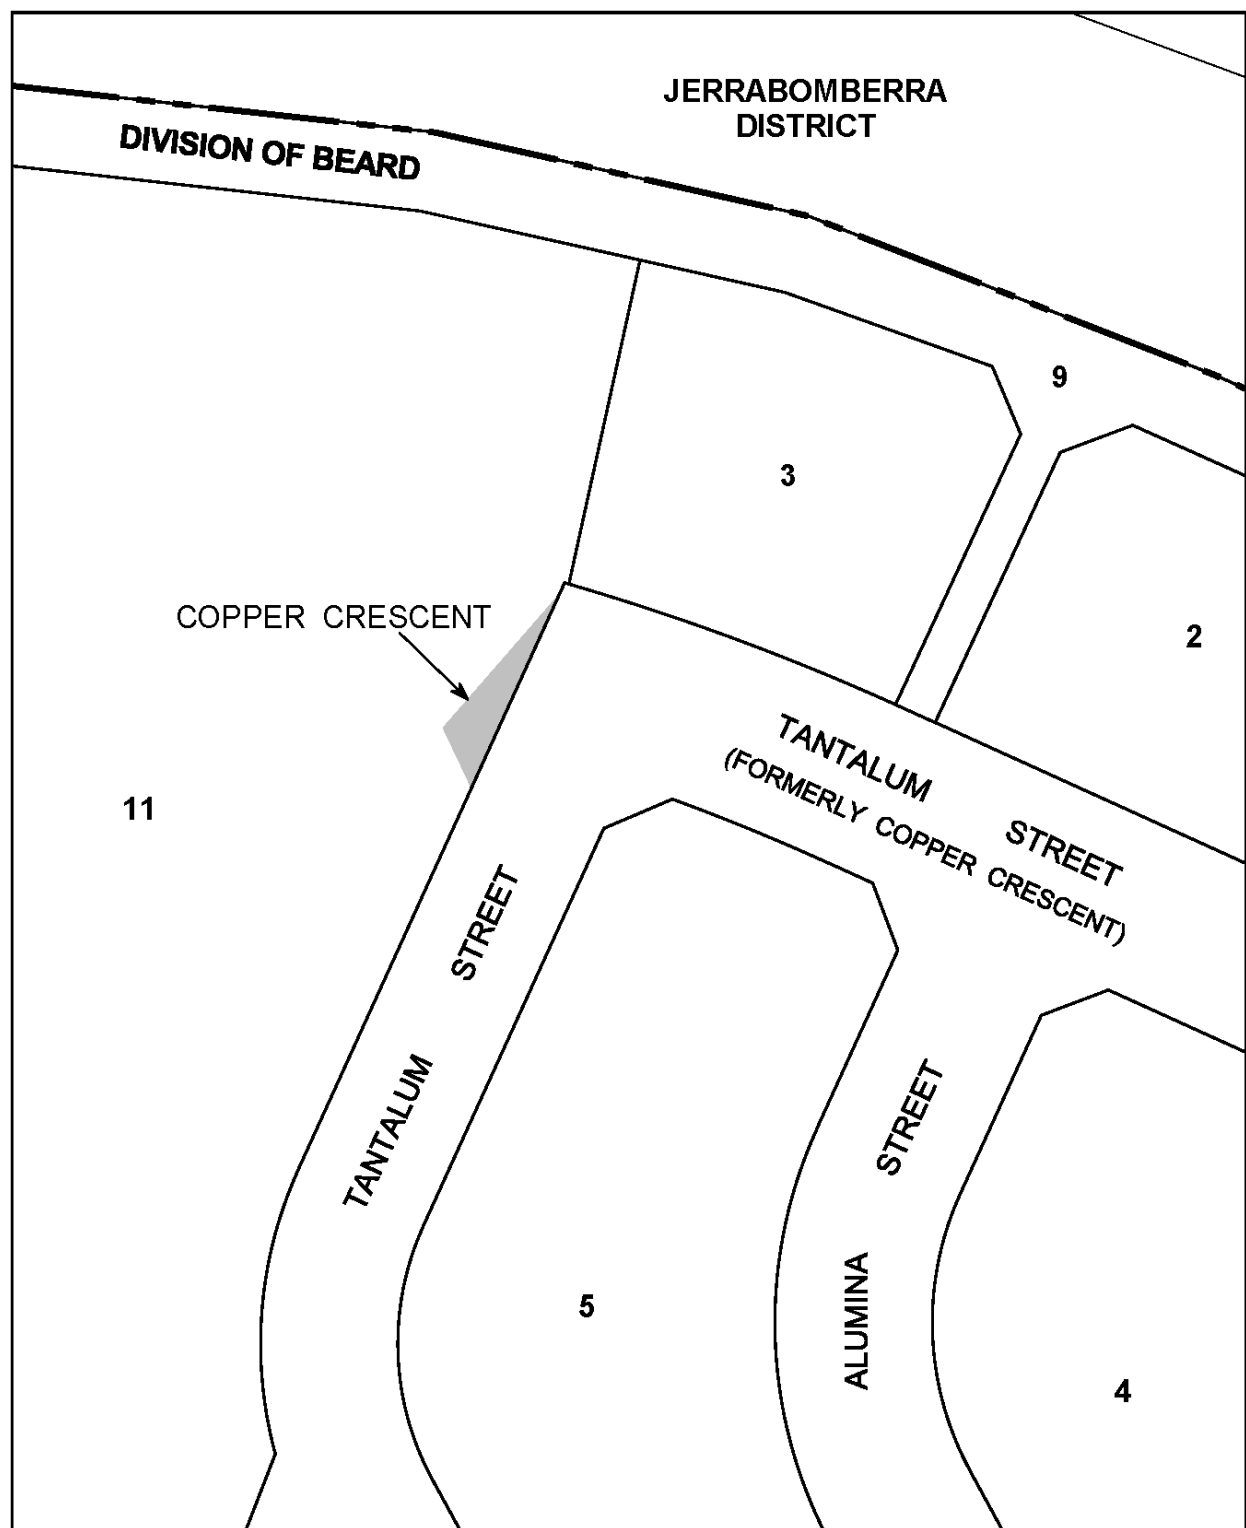 JERRABOMBERRA
DISTRICT
DIVISION OF BEARD
9
3
2
COPPER CRESCENT
TANTALUM STREET
(FORMERLY COPPER CRESCENT)
11
TANTALUM STREET
ALUMINA STREET
5
4